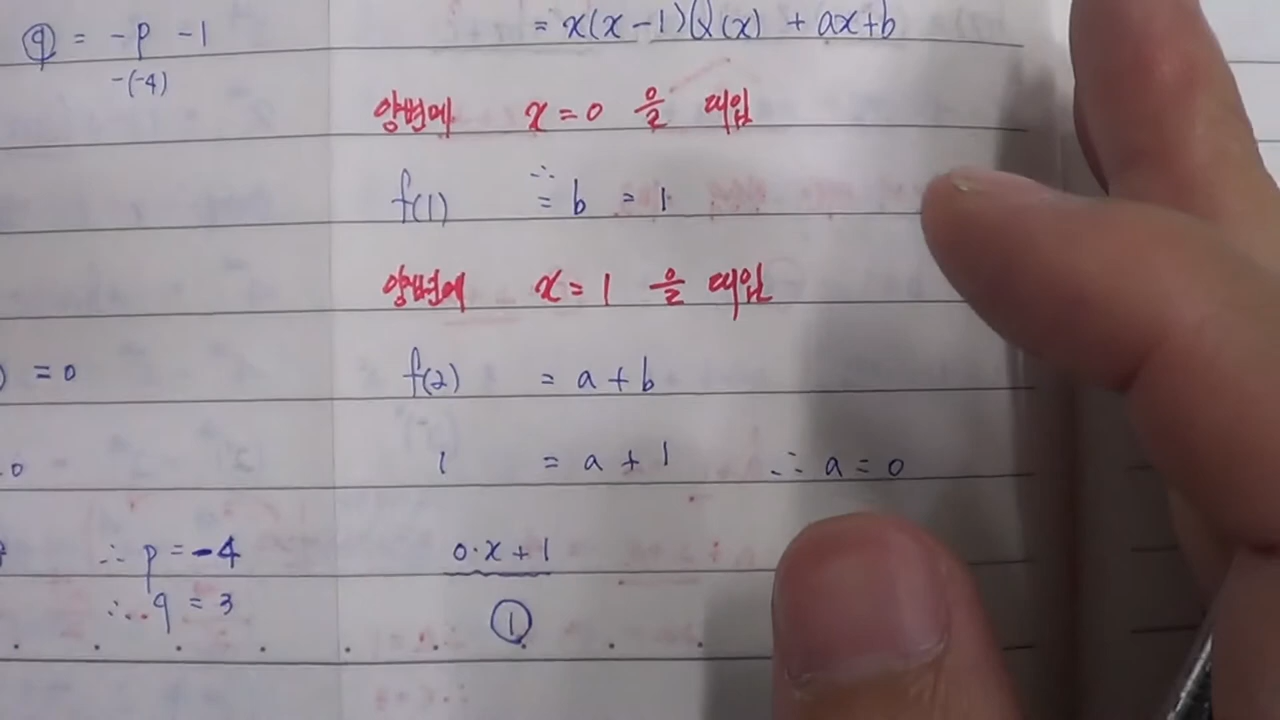 q = -p -1
-(-4)
= 0
0
∴ p = -4
∴ q = 3
= x(x-1)Q(x) + ax+b
양변에 x = 0 을 대입
f(1) ∴ = b = 1
양변에 x = 1 을 대입
f(2) = a + b
1 = a + 1 ∴ a = 0
0·x + 1
①